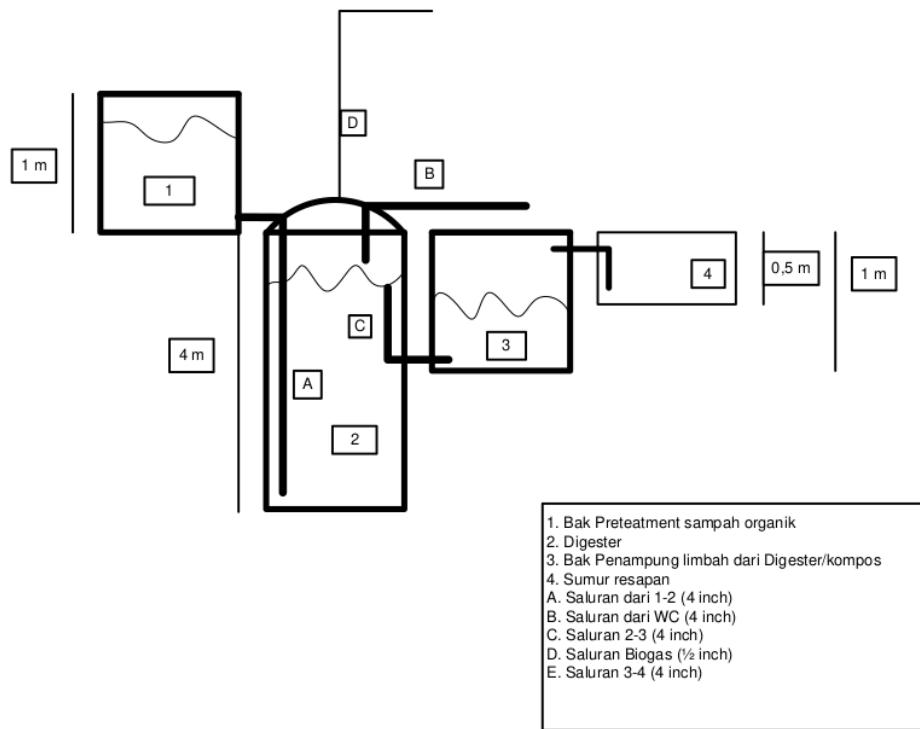 D
1 m
B
1
4
0,5 m
1 m
C
3
4 m
A
2
1. Bak Preteatment sampah organik
2. Digester
3. Bak Penampung limbah dari Digester/kompos
4. Sumur resapan
A. Saluran dari 1-2 (4 inch)
B. Saluran dari WC (4 inch)
C. Saluran 2-3 (4 inch)
D. Saluran Biogas (½ inch)
E. Saluran 3-4 (4 inch)